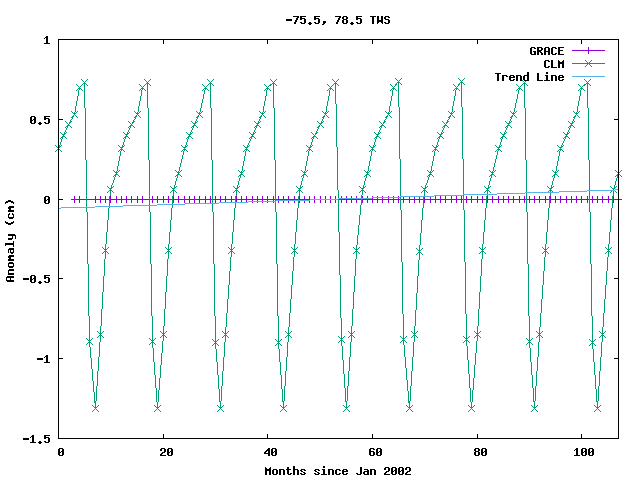 -75.5, 78.5 TWS
GRACE
CLM
Trend Line
1
0.5
0
-0.5
-1
-1.5
Anomaly (cm)
0 20 40 60 80 100
Months since Jan 2002